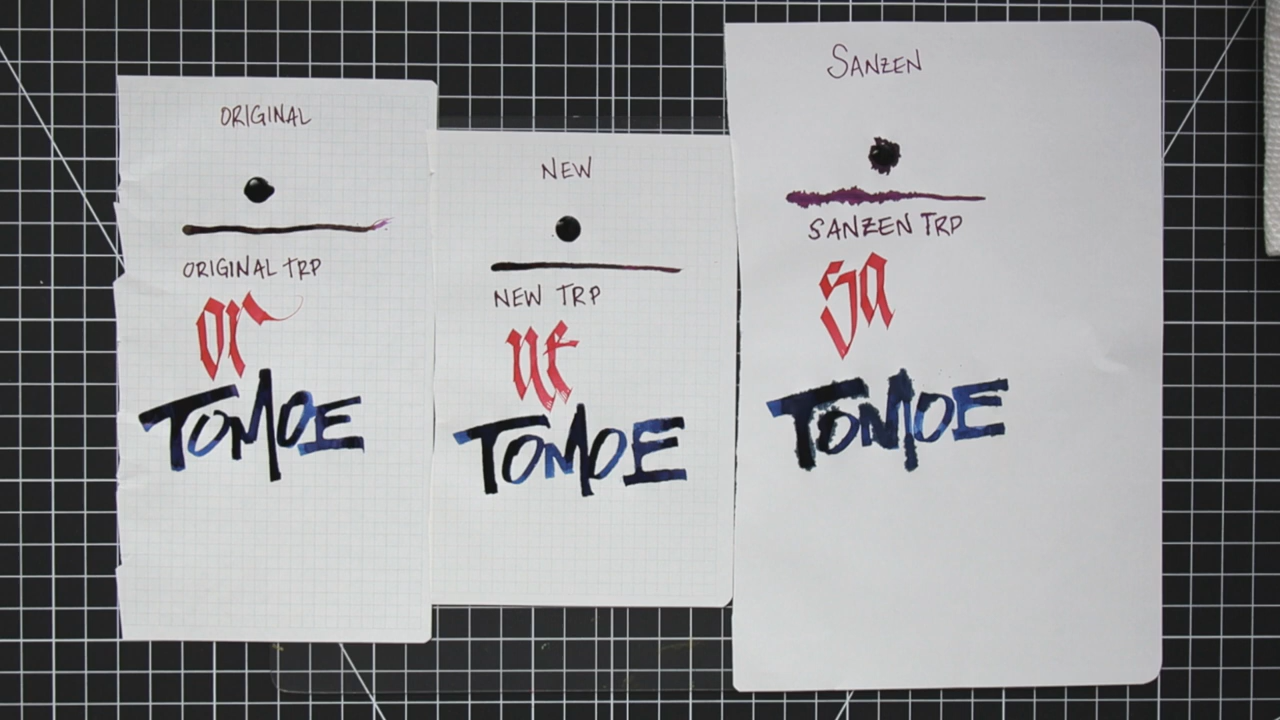 ORIGINAL
ORIGINAL TRP
or
TOMOE
NEW
NEW TRP
ne
TOMOE
SANZEN
SANZEN TRP
sa
TOMOE